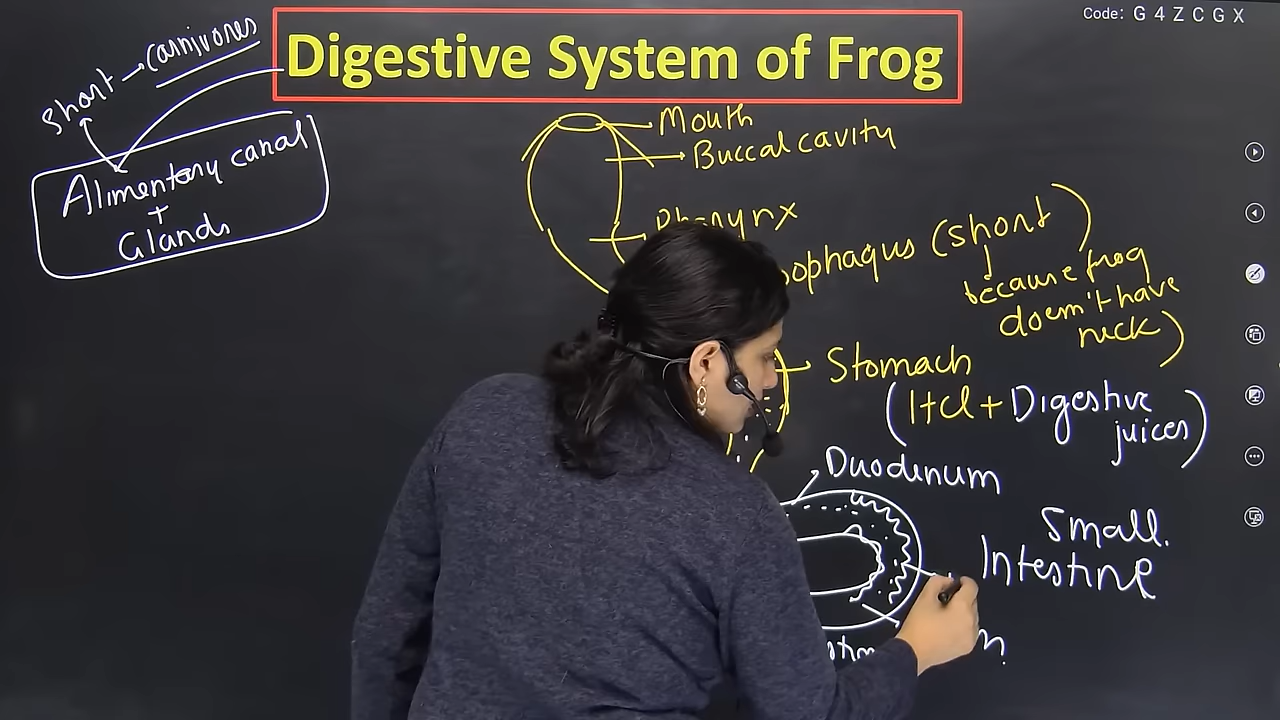 Code: G 4 Z C G X
Digestive System of Frog
short → carnivores
Alimentary canal
+
Glands
Mouth
Buccal cavity
Pharynx
sophagus (short)
because frog
doesn't have
neck)
Stomach
(HCl + Digestive
juices)
Duodenum
Small.
Intestine